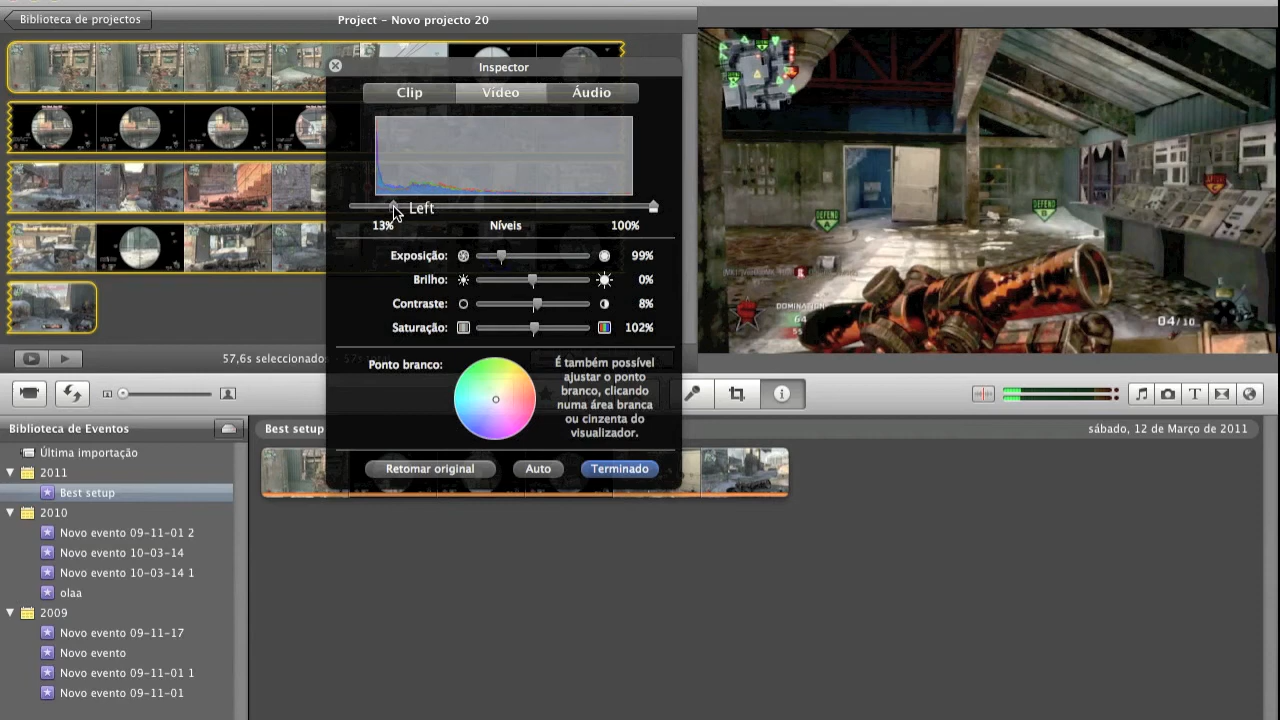 Biblioteca de projectos
Project - Novo projecto 20
Inspector
Clip
Vídeo
Áudio
Left
13%
Níveis
100%
Exposição:
99%
Brilho:
0%
Contraste:
8%
Saturação:
102%
57,6s seleccionados
Ponto branco:
É também possível
ajustar o ponto
branco, clicando
numa área branca
ou cinzenta do
visualizador.
Retomar original
Auto
Terminado
DEFEND
DEFEND
DOMINATION
64
55
04/10
Biblioteca de Eventos
Best setup
sábado, 12 de Março de 2011
Última importação
2011
Best setup
2010
Novo evento 09-11-01 2
Novo evento 10-03-14
Novo evento 10-03-14 1
olaa
2009
Novo evento 09-11-17
Novo evento
Novo evento 09-11-01 1
Novo evento 09-11-01